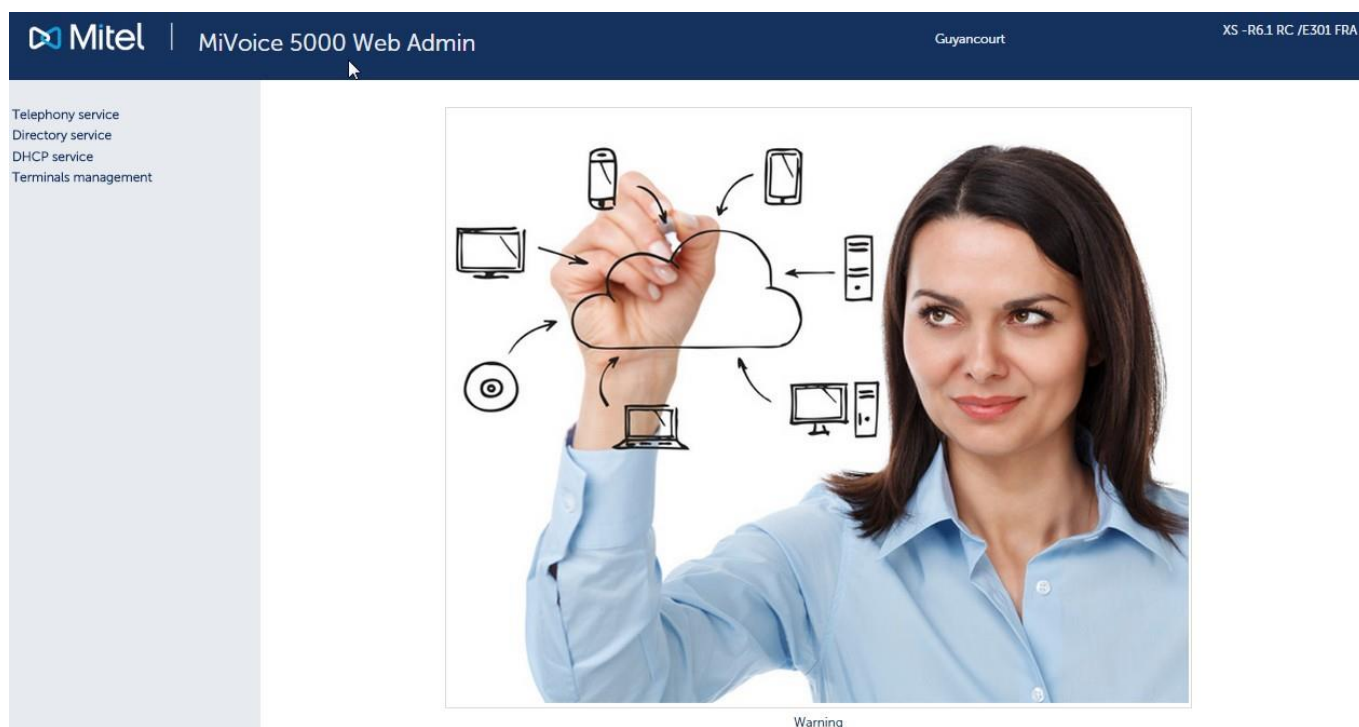 Mitel | MiVoice 5000 Web Admin
Guyancourt
XS -R6.1 RC /E301 FRA
Telephony service
Directory service
DHCP service
Terminals management
Warning